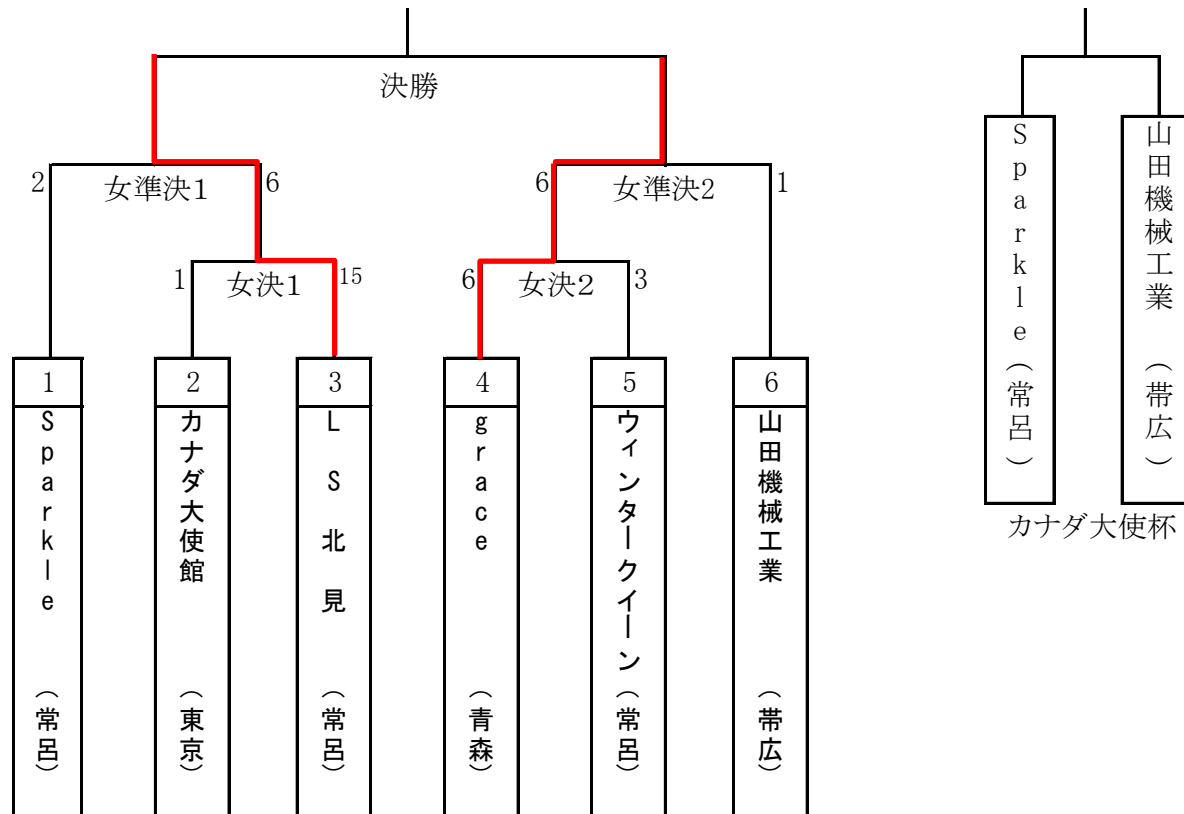 決勝
2
女準決1
6
6
女準決2
1
1
女決1
15
6
女決2
3
1
Sparkle（常呂）
2
カナダ大使館（東京）
3
LS北見（常呂）
4
grace（青森）
5
ウィンタークイーン（常呂）
6
山田機械工業（帯広）
Sparkle（常呂）
山田機械工業（帯広）
カナダ大使杯